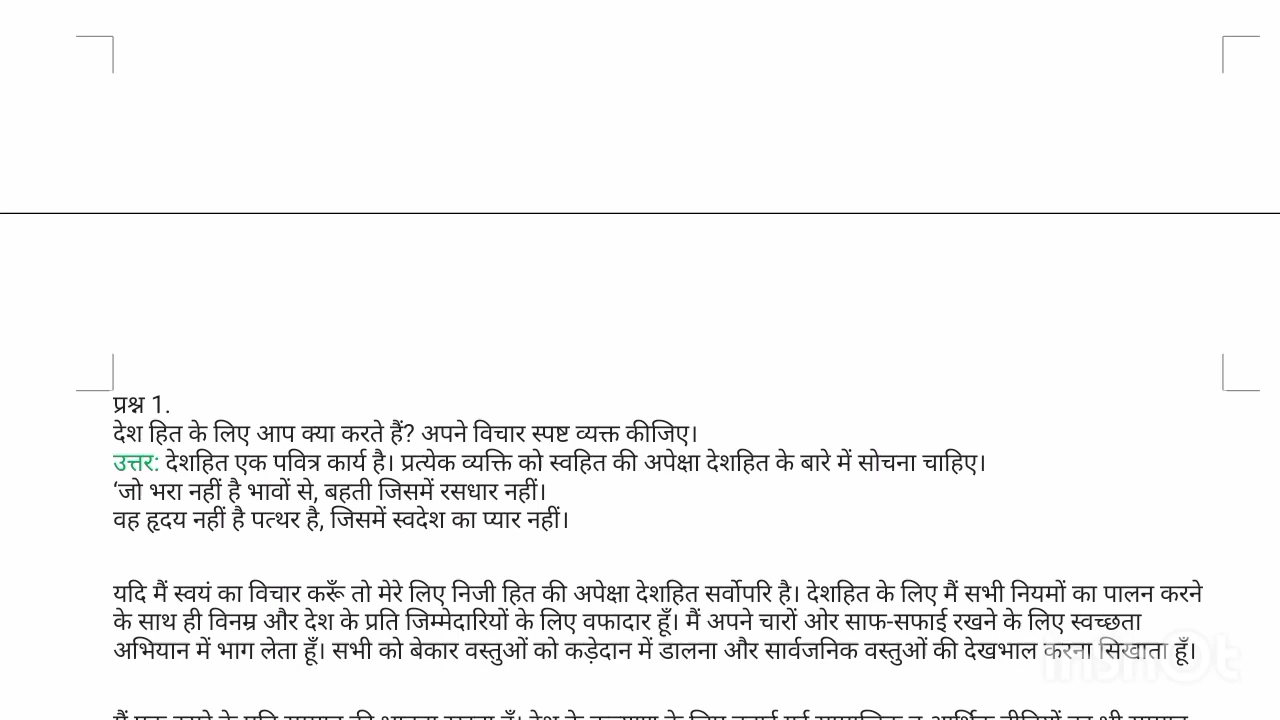 प्रश्न 1.
देश हित के लिए आप क्या करते हैं? अपने विचार स्पष्ट व्यक्त कीजिए।
उत्तर: देशहित एक पवित्र कार्य है। प्रत्येक व्यक्ति को स्वहित की अपेक्षा देशहित के बारे में सोचना चाहिए।
‘जो भरा नहीं है भावों से, बहती जिसमें रसधार नहीं।
वह हृदय नहीं है पत्थर है, जिसमें स्वदेश का प्यार नहीं।
यदि मैं स्वयं का विचार करूँ तो मेरे लिए निजी हित की अपेक्षा देशहित सर्वोपरि है। देशहित के लिए मैं सभी नियमों का पालन करने
के साथ ही विनम्र और देश के प्रति जिम्मेदारियों के लिए वफादार हूँ। मैं अपने चारों ओर साफ-सफाई रखने के लिए स्वच्छता
अभियान में भाग लेता हूँ। सभी को बेकार वस्तुओं को कड़ेदान में डालना और सार्वजनिक वस्तुओं की देखभाल करना सिखाता हूँ।